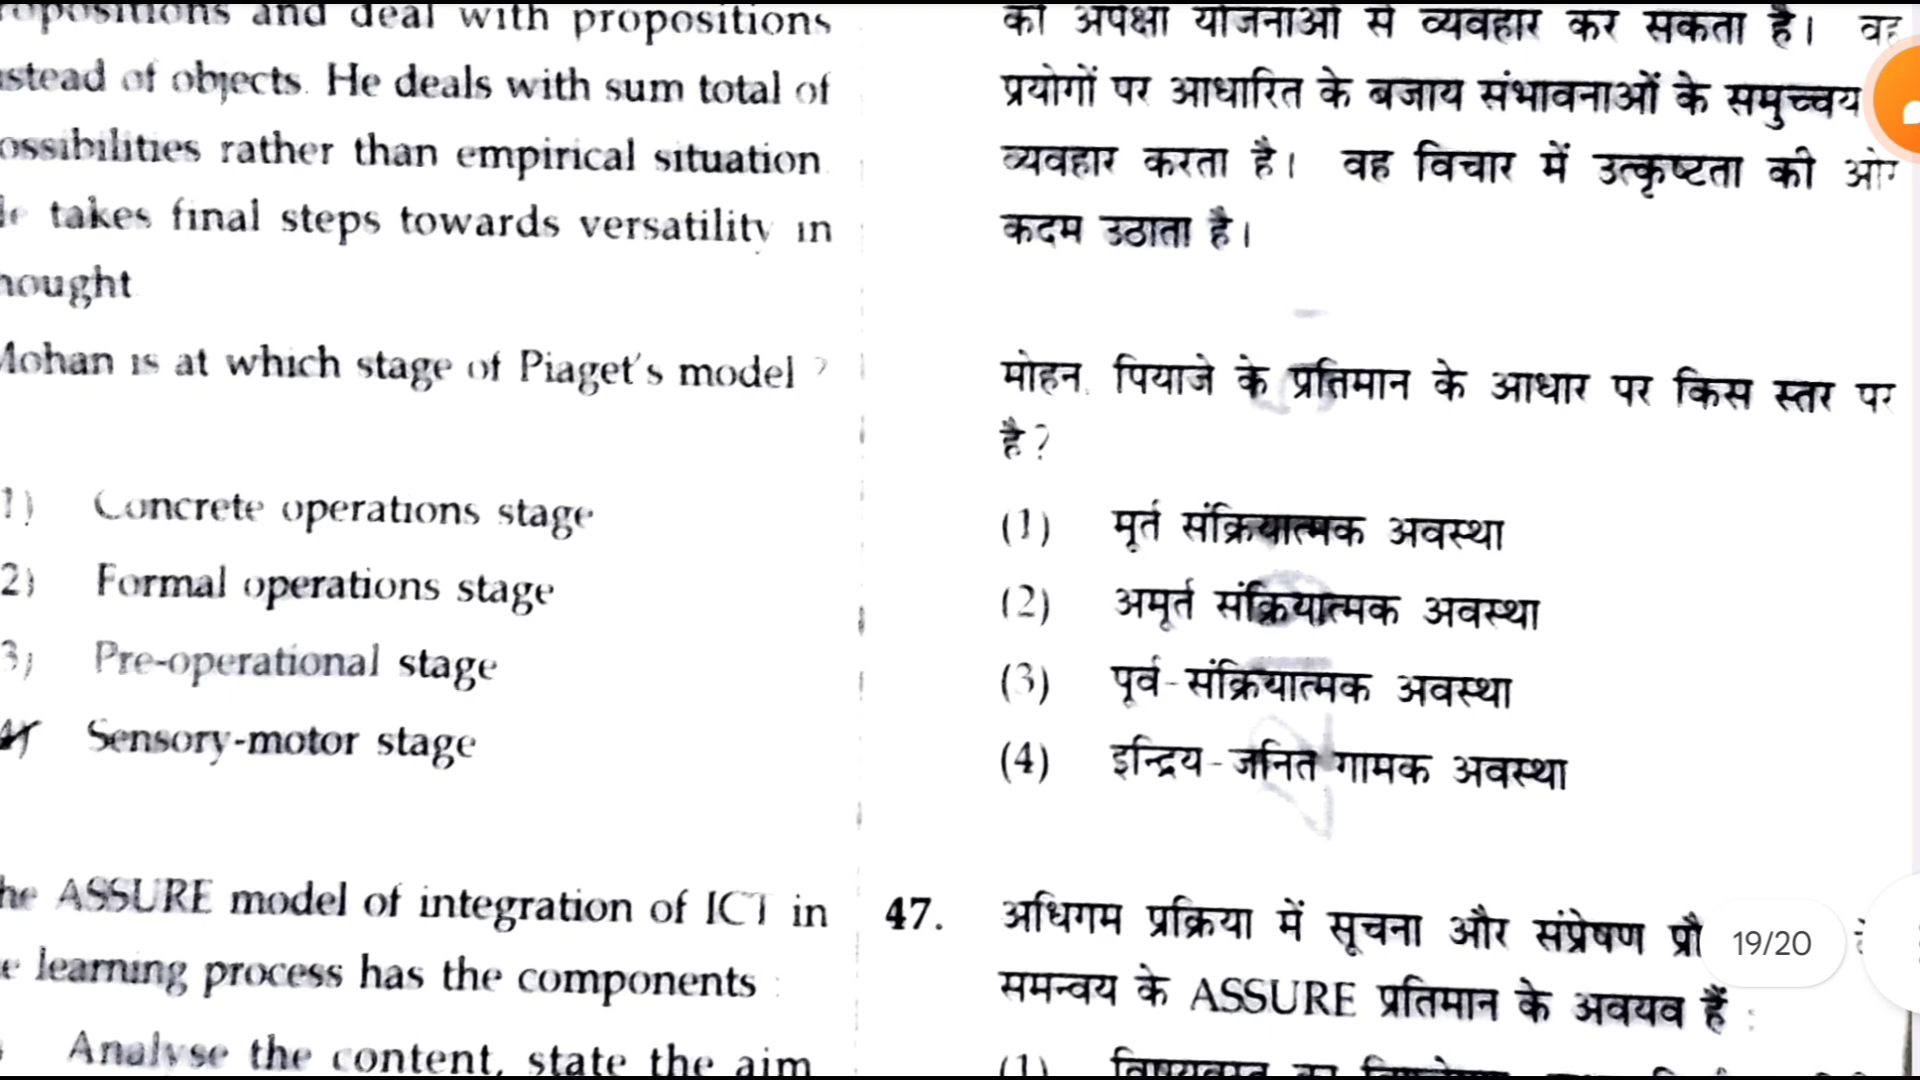 propositions and deal with propositions
instead of objects. He deals with sum total of
possibilities rather than empirical situation.
He takes final steps towards versatility in
thought
Mohan is at which stage of Piaget's model ?
1) Concrete operations stage
2) Formal operations stage
3) Pre-operational stage
4) Sensory-motor stage
The ASSURE model of integration of ICT in
learning process has the components :
Analyse the content, state the aim
की अपेक्षा योजनाओं से व्यवहार कर सकता है। वह
प्रयोगों पर आधारित के बजाय संभावनाओं के समुच्चय
व्यवहार करता है। वह विचार में उत्कृष्टता की ओर
कदम उठाता है।
मोहन, पियाजे के प्रतिमान के आधार पर किस स्तर पर
है?
(1) मूर्त संक्रियात्मक अवस्था
(2) अमूर्त संक्रियात्मक अवस्था
(3) पूर्व-संक्रियात्मक अवस्था
(4) इन्द्रिय-जनित गामक अवस्था
47. अधिगम प्रक्रिया में सूचना और संप्रेषण प्रौ
19/20
समन्वय के ASSURE प्रतिमान के अवयव हैं :
(1)